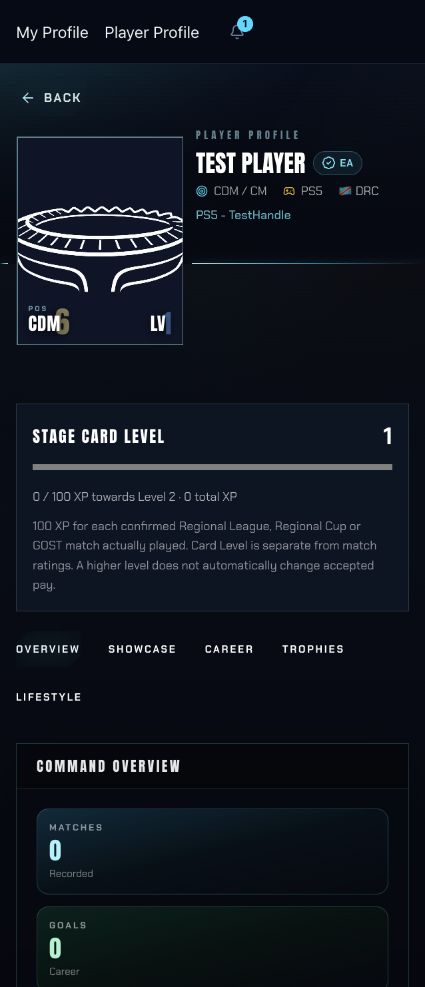 My Profile Player Profile 1
BACK
PLAYER PROFILE
TEST PLAYER EA
CDM / CM PS5 DRC
PS5 - TestHandle
POS
CDM 6 LV 1
STAGE CARD LEVEL 1
0 / 100 XP towards Level 2 · 0 total XP
100 XP for each confirmed Regional League, Regional Cup or
GOST match actually played. Card Level is separate from match
ratings. A higher level does not automatically change accepted
pay.
OVERVIEW SHOWCASE CAREER TROPHIES
LIFESTYLE
COMMAND OVERVIEW
MATCHES
0
Recorded
GOALS
0
Career